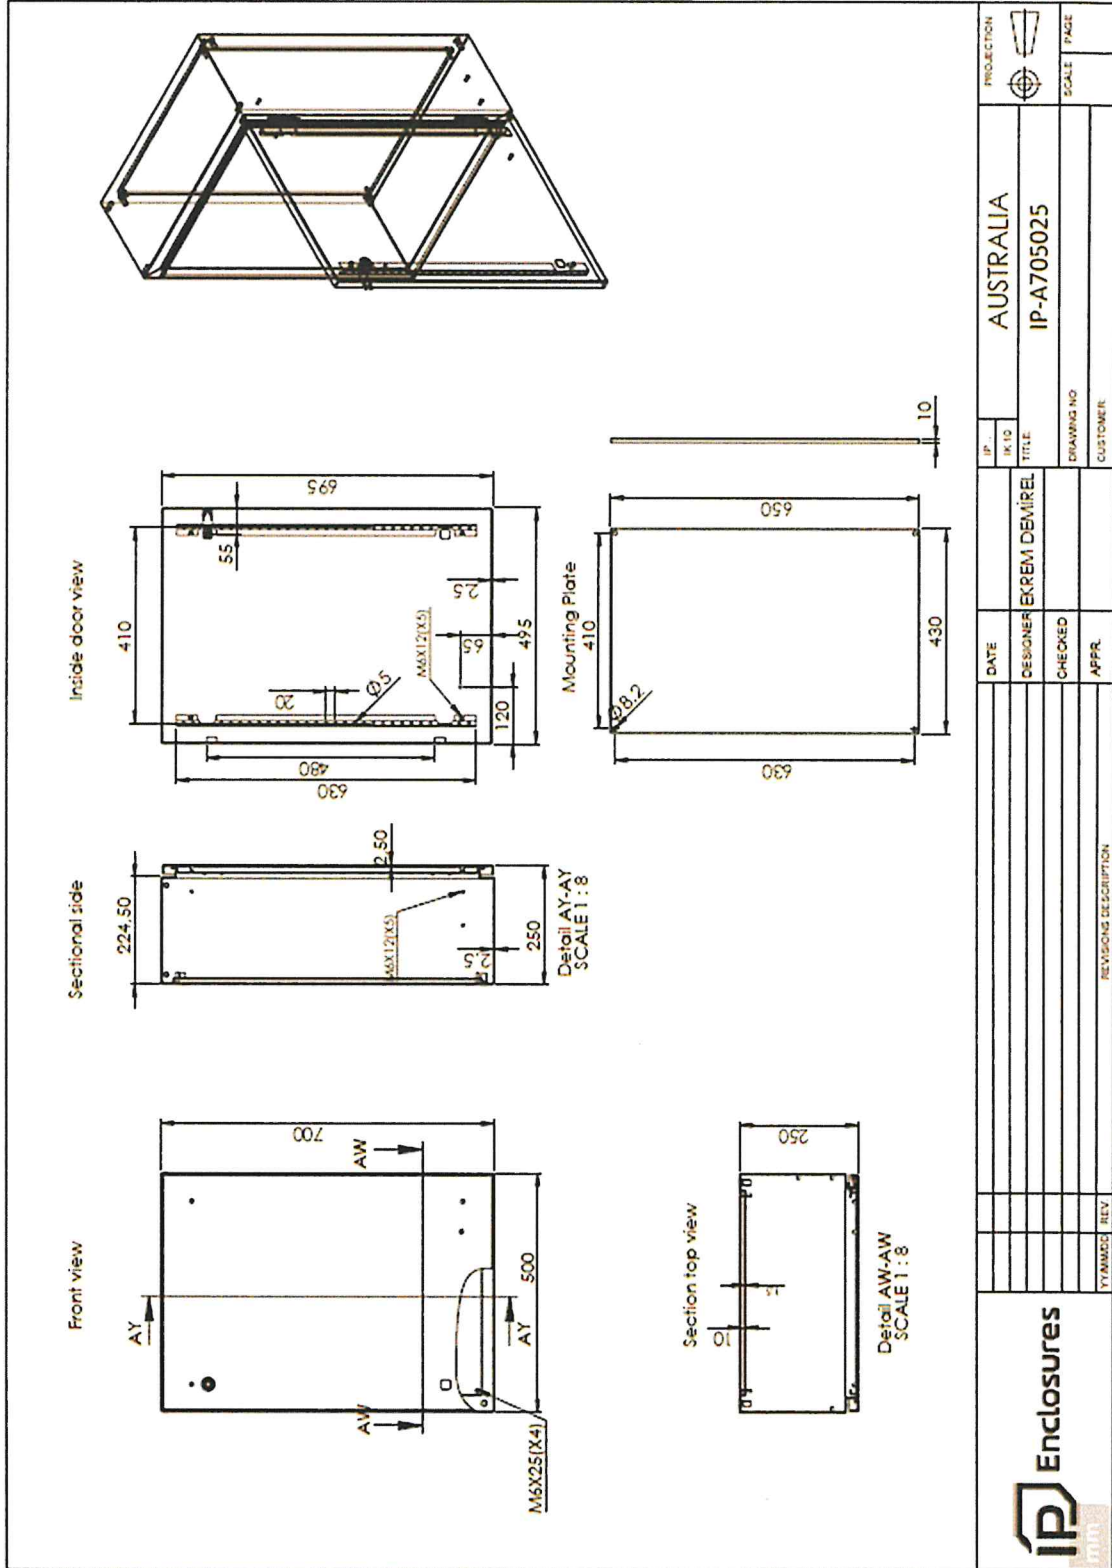 Front view
AY
AW
700
AW
500
AY
M6X25(X4)
Sectional side
224.50
2.50
M6X12(X5)
2.5
250
Detail AY-AY
SCALE 1 : 8
Inside door view
410
695
55
20
Ø5
480
630
M6X12(X5)
65
2.5
120
495
Section top view
250
10
Detail AW-AW
SCALE 1 : 8
Mounting Plate
410
Ø8.2
650
630
430
10
iP Enclosures
mm
YYAMMDD
REV
REVISIONS DESCRIPTION
DATE
DESIGNER
EKREM DEMİREL
CHECKED
APPR.
IP..
IK10
AUSTRALIA
TITLE
IP-A705025
DRAWING NO
CUSTOMER:
PROJECTION
SCALE
PAGE